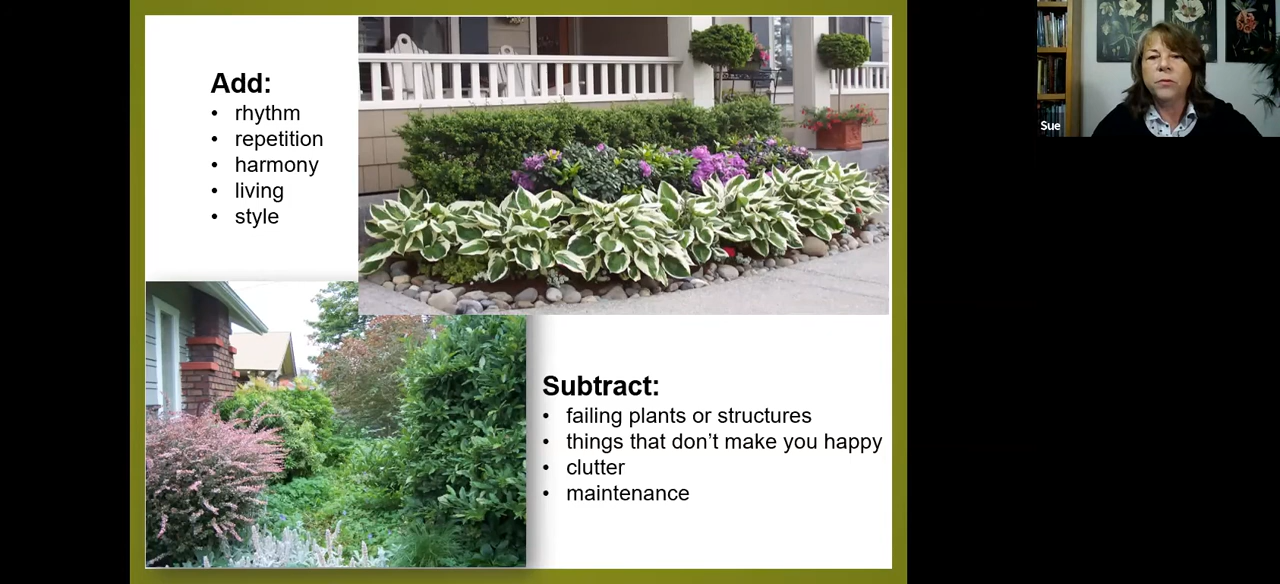 Add:
• rhythm
• repetition
• harmony
• living
• style
Sue
Subtract:
• failing plants or structures
• things that don’t make you happy
• clutter
• maintenance